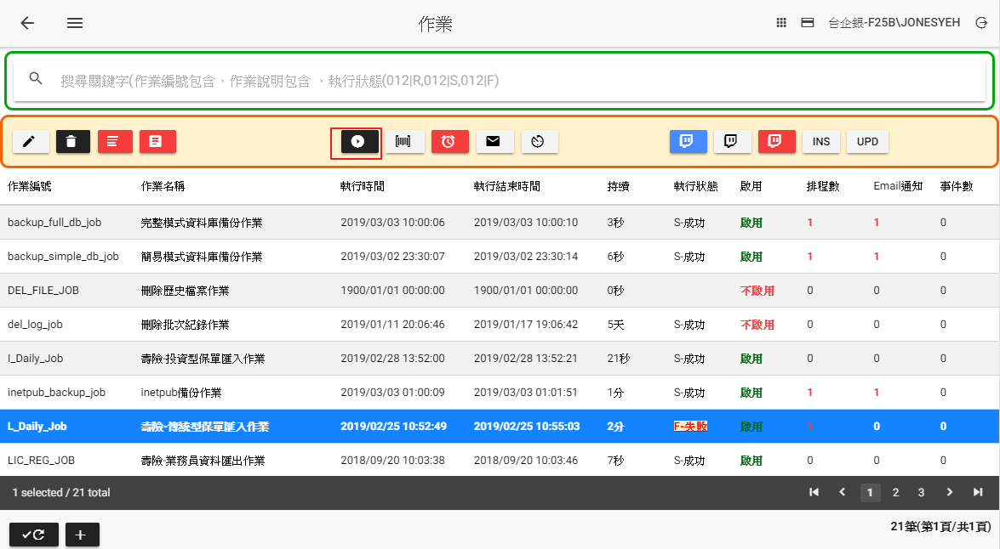 作業
台企銀-F25B\JONESYEH
搜尋關鍵字(作業編號包含、作業說明包含 、執行狀態(012|R,012|S,012|F)
INS UPD
作業編號 作業名稱 執行時間 執行結束時間 持續 執行狀態 啟用 排程數 Email通知 事件數
backup_full_db_job 完整模式資料庫備份作業 2019/03/03 10:00:06 2019/03/03 10:00:10 3秒 S-成功 啟用 1 1 0
backup_simple_db_job 簡易模式資料庫備份作業 2019/03/02 23:30:07 2019/03/02 23:30:14 6秒 S-成功 啟用 1 1 0
DEL_FILE_JOB 刪除歷史檔案作業 1900/01/01 00:00:00 1900/01/01 00:00:00 0秒 不啟用 0 0 0
del_log_job 刪除批次紀錄作業 2019/01/11 20:06:46 2019/01/17 19:06:42 5天 S-成功 不啟用 0 0 0
I_Daily_Job 壽險-投資型保單匯入作業 2019/02/28 13:52:00 2019/02/28 13:52:21 21秒 S-成功 啟用 0 0 0
inetpub_backup_job inetpub備份作業 2019/03/03 01:00:09 2019/03/03 01:01:51 1分 S-成功 啟用 1 1 0
L_Daily_Job 壽險-傳統型保單匯入作業 2019/02/25 10:52:49 2019/02/25 10:55:03 2分 F-失敗 啟用 1 0 0
LIC_REG_JOB 壽險-業務員資料匯出作業 2018/09/20 10:03:38 2018/09/20 10:03:46 7秒 S-成功 啟用 0 0 0
1 selected / 21 total 1 2 3
21筆(第1頁/共1頁)